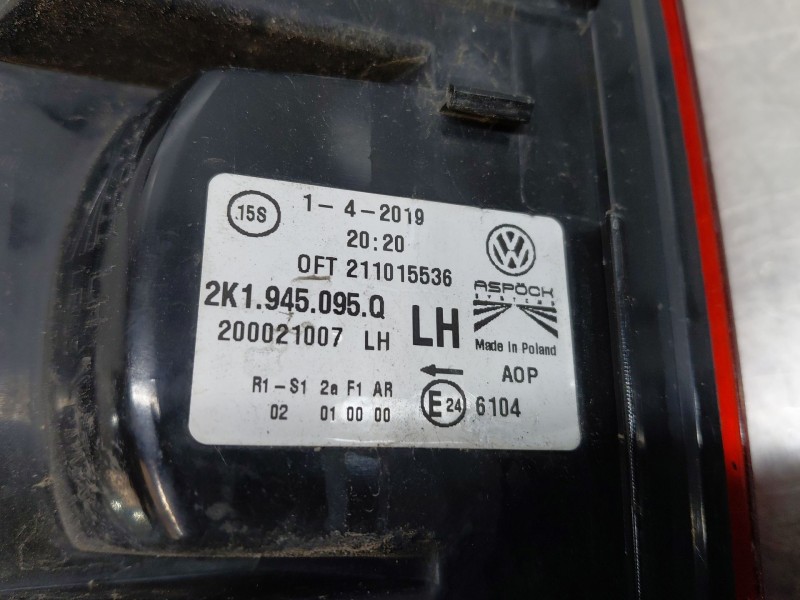 .15S 1-4-2019
20:20
OFT 211015536
2K1.945.095.Q
200021007 LH LH
ASPÖCK
SYSTEMS
Made in Poland
AOP
R1-S1 2a F1 AR
02 01 00 00
E 24 6104